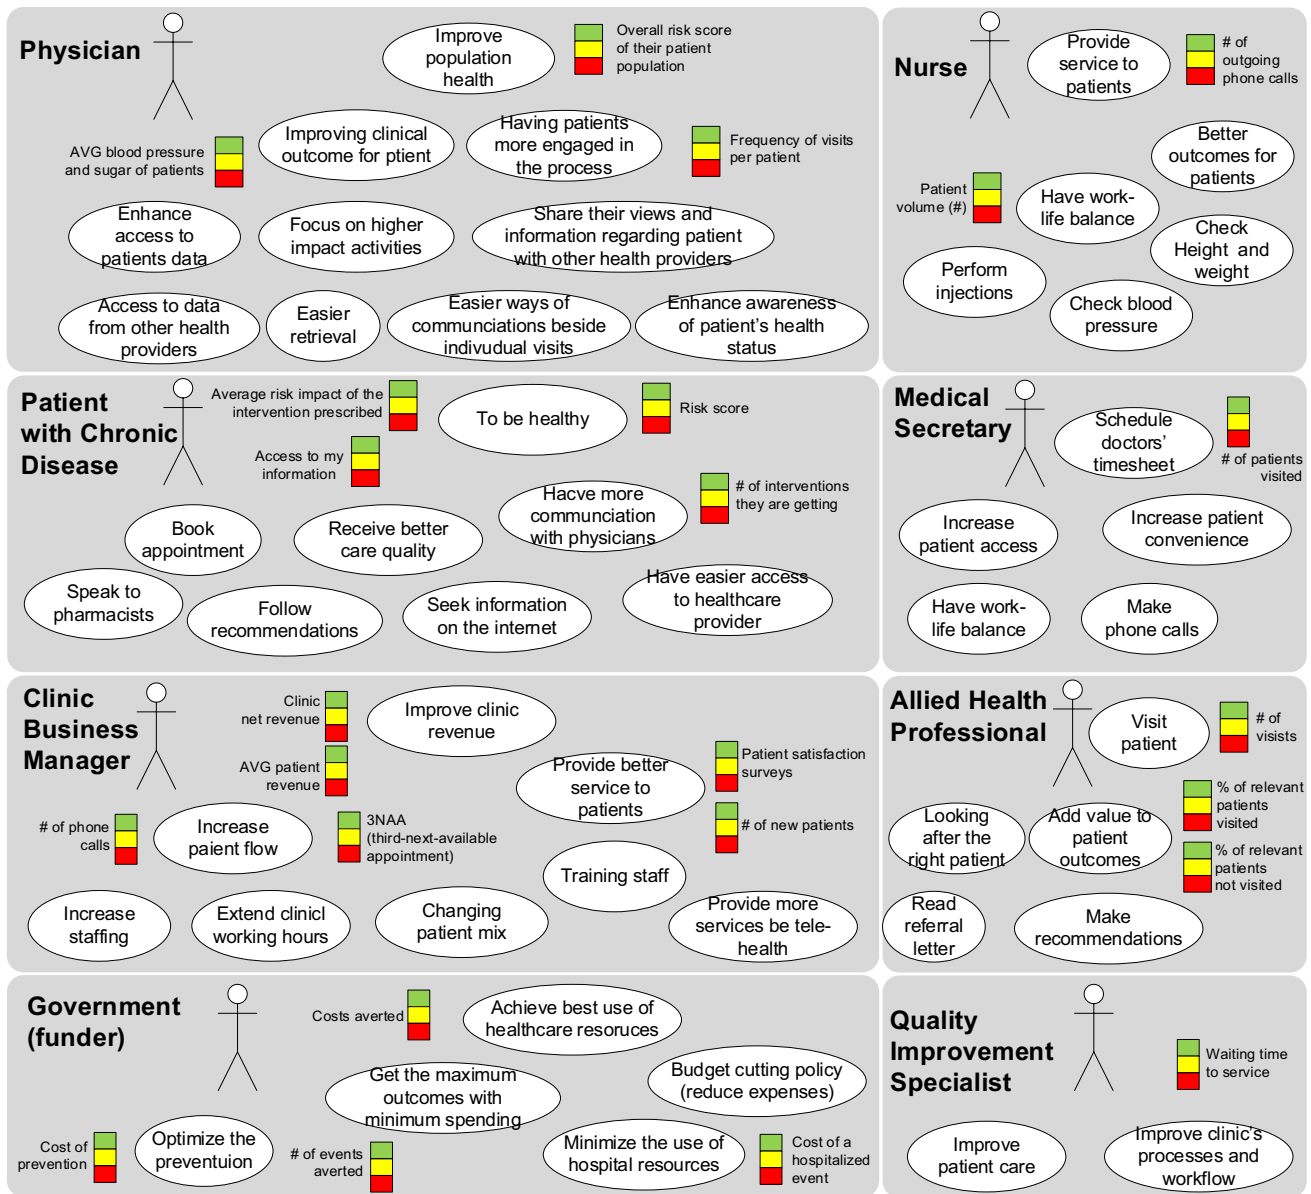 Physician
Improve
population
health
Overall risk score
of their patient
population
AVG blood pressure
and sugar of patients
Improving clinical
outcome for ptient
Having patients
more engaged in
the process
Frequency of visits
per patient
Enhance
access to
patients data
Focus on higher
impact activities
Share their views and
information regarding patient
with other health providers
Access to data
from other health
providers
Easier
retrieval
Easier ways of
communciations beside
indivudual visits
Enhance awareness
of patient's health
status
Nurse
Provide
service to
patients
# of
outgoing
phone calls
Better
outcomes for
patients
Patient
volume (#)
Have work-
life balance
Check
Height and
weight
Perform
injections
Check blood
pressure
Patient
with Chronic
Disease
Average risk impact of the
intervention prescribed
To be healthy
Risk score
Access to my
information
# of interventions
they are getting
Hacve more
communciation
with physicians
Book
appointment
Receive better
care quality
Speak to
pharmacists
Follow
recommendations
Seek information
on the internet
Have easier access
to healthcare
provider
Medical
Secretary
Schedule
doctors'
timesheet
# of patients
visited
Increase
patient access
Increase patient
convenience
Have work-
life balance
Make
phone calls
Clinic
Business
Manager
Clinic
net revenue
Improve clinic
revenue
AVG patient
revenue
Provide better
service to
patients
Patient satisfaction
surveys
# of new patients
# of phone
calls
Increase
paient flow
3NAA
(third-next-available
appointment)
Training staff
Increase
staffing
Extend clinicl
working hours
Changing
patient mix
Provide more
services be tele-
health
Allied Health
Professional
Visit
patient
# of
visists
% of relevant
patients
visited
Looking
after the
right patient
Add value to
patient
outcomes
% of relevant
patients
not visited
Read
referral
letter
Make
recommendations
Government
(funder)
Costs averted
Achieve best use of
healthcare resoruces
Get the maximum
outcomes with
minimum spending
Budget cutting policy
(reduce expenses)
Cost of
prevention
Optimize the
preventuion
# of events
averted
Minimize the use of
hospital resources
Cost of a
hospitalized
event
Quality
Improvement
Specialist
Waiting time
to service
Improve
patient care
Improve clinic's
processes and
workflow